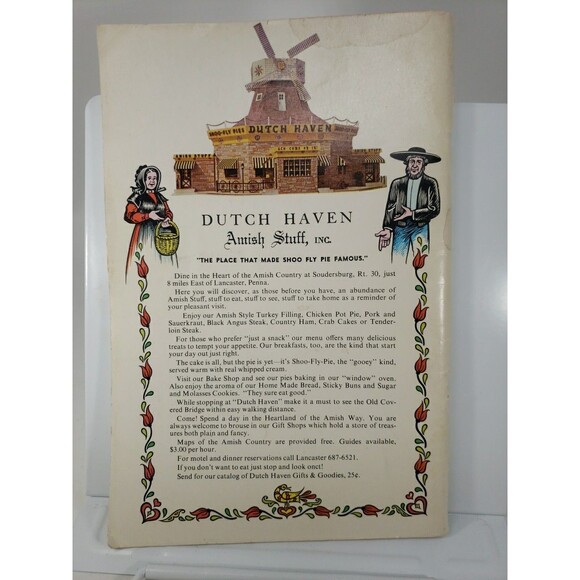 SHOO-FLY PIES DUTCH HAVEN
AMISH STUFF
DUTCH HAVEN
Amish Stuff, INC.
"THE PLACE THAT MADE SHOO FLY PIE FAMOUS."
Dine in the Heart of the Amish Country at Soudersburg, Rt. 30, just
8 miles East of Lancaster, Penna.
Here you will discover, as those before you have, an abundance of
Amish Stuff, stuff to eat, stuff to see, stuff to take home as a reminder of
your pleasant visit.
Enjoy our Amish Style Turkey Filling, Chicken Pot Pie, Pork and
Sauerkraut, Black Angus Steak, Country Ham, Crab Cakes or Tender-
loin Steak.
For those who prefer "just a snack" our menu offers many delicious
treats to tempt your appetite. Our breakfasts, too, are the kind that start
your day out just right.
The cake is all, but the pie is yet—it's Shoo-Fly-Pie, the "gooey" kind,
served warm with real whipped cream.
Visit our Bake Shop and see our pies baking in our "window" oven.
Also enjoy the aroma of our Home Made Bread, Sticky Buns and Sugar
and Molasses Cookies. "They sure eat good."
While stopping at "Dutch Haven" make it a must to see the Old Cov-
ered Bridge within easy walking distance.
Come! Spend a day in the Heartland of the Amish Way. You are
always welcome to browse in our Gift Shops which hold a store of treas-
ures both plain and fancy.
Maps of the Amish Country are provided free. Guides available,
$3.00 per hour.
For motel and dinner reservations call Lancaster 687-6521.
If you don't want to eat just stop and look once!
Send for our catalog of Dutch Haven Gifts & Goodies, 25¢.